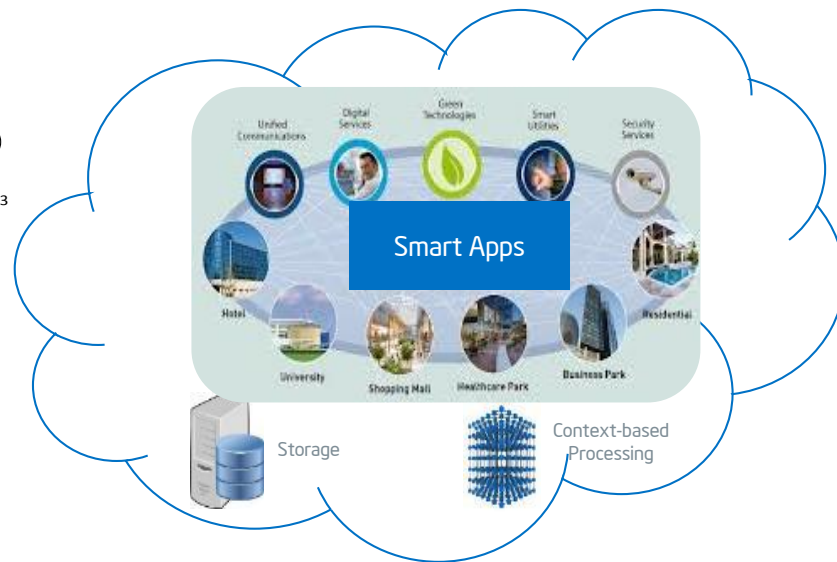 )
3
Unified
Communications
Digital
Services
Green
Technologies
Smart
Utilities
Security
Services
Smart Apps
Hotel
University
Shopping Mall
Healthcare Park
Business Park
Residential
Storage
Context-based
Processing